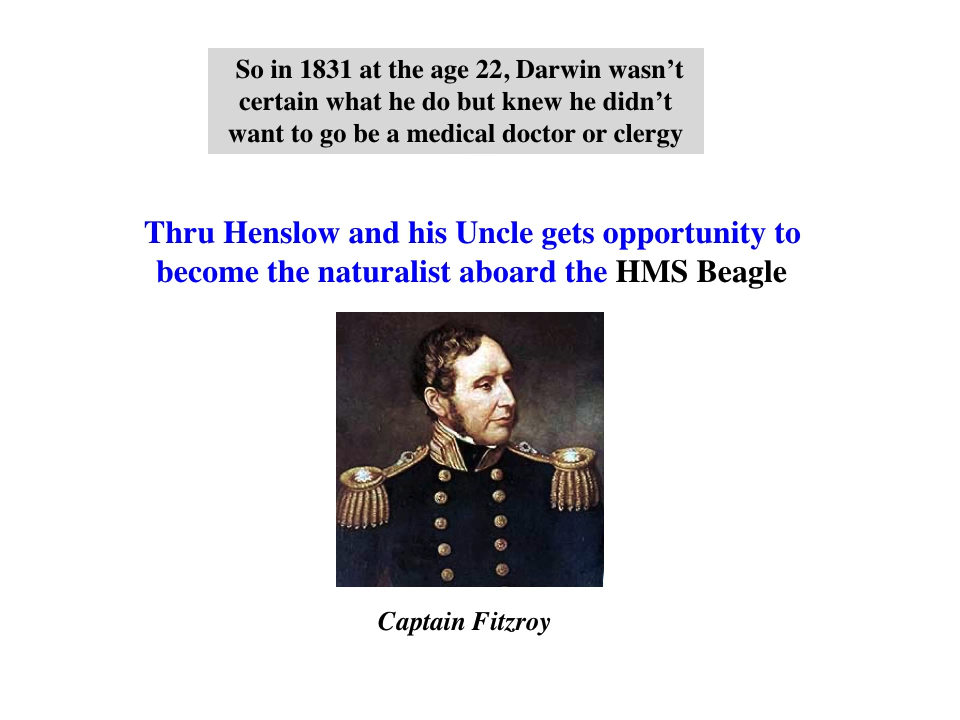 So in 1831 at the age 22, Darwin wasn’t
certain what he do but knew he didn’t
want to go be a medical doctor or clergy
Thru Henslow and his Uncle gets opportunity to
become the naturalist aboard the HMS Beagle
Captain Fitzroy